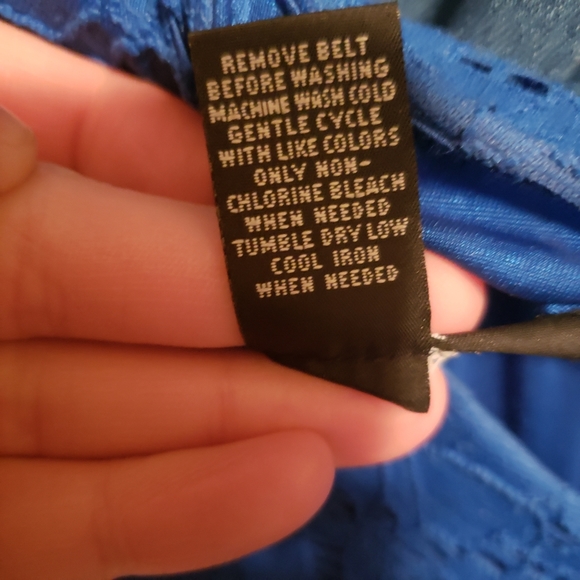 REMOVE BELT
BEFORE WASHING
MACHINE WASH COLD
GENTLE CYCLE
WITH LIKE COLORS
ONLY NON-
CHLORINE BLEACH
WHEN NEEDED
TUMBLE DRY LOW
COOL IRON
WHEN NEEDED